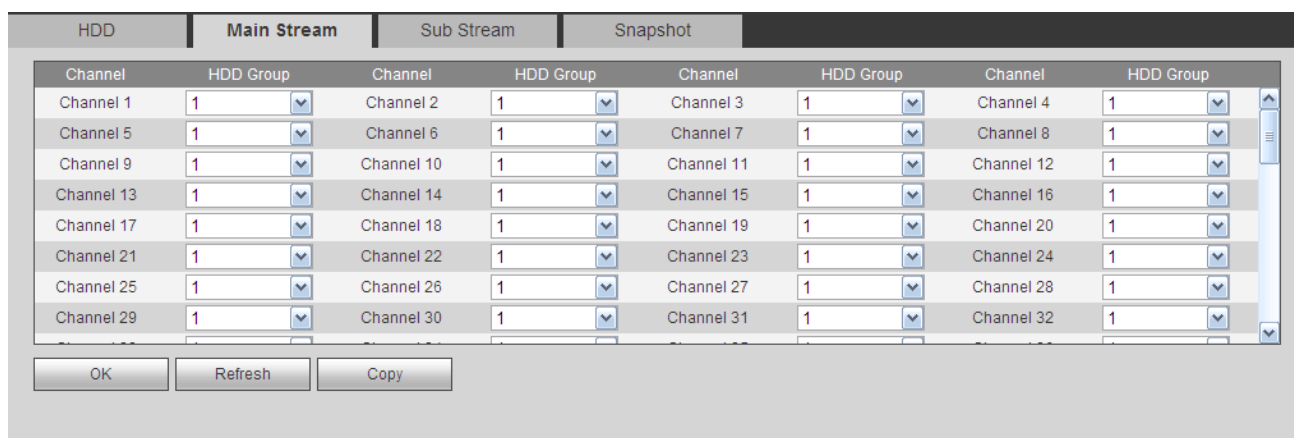 HDD Main Stream Sub Stream Snapshot
Channel HDD Group Channel HDD Group Channel HDD Group Channel HDD Group
Channel 1 1 Channel 2 1 Channel 3 1 Channel 4 1
Channel 5 1 Channel 6 1 Channel 7 1 Channel 8 1
Channel 9 1 Channel 10 1 Channel 11 1 Channel 12 1
Channel 13 1 Channel 14 1 Channel 15 1 Channel 16 1
Channel 17 1 Channel 18 1 Channel 19 1 Channel 20 1
Channel 21 1 Channel 22 1 Channel 23 1 Channel 24 1
Channel 25 1 Channel 26 1 Channel 27 1 Channel 28 1
Channel 29 1 Channel 30 1 Channel 31 1 Channel 32 1
OK Refresh Copy